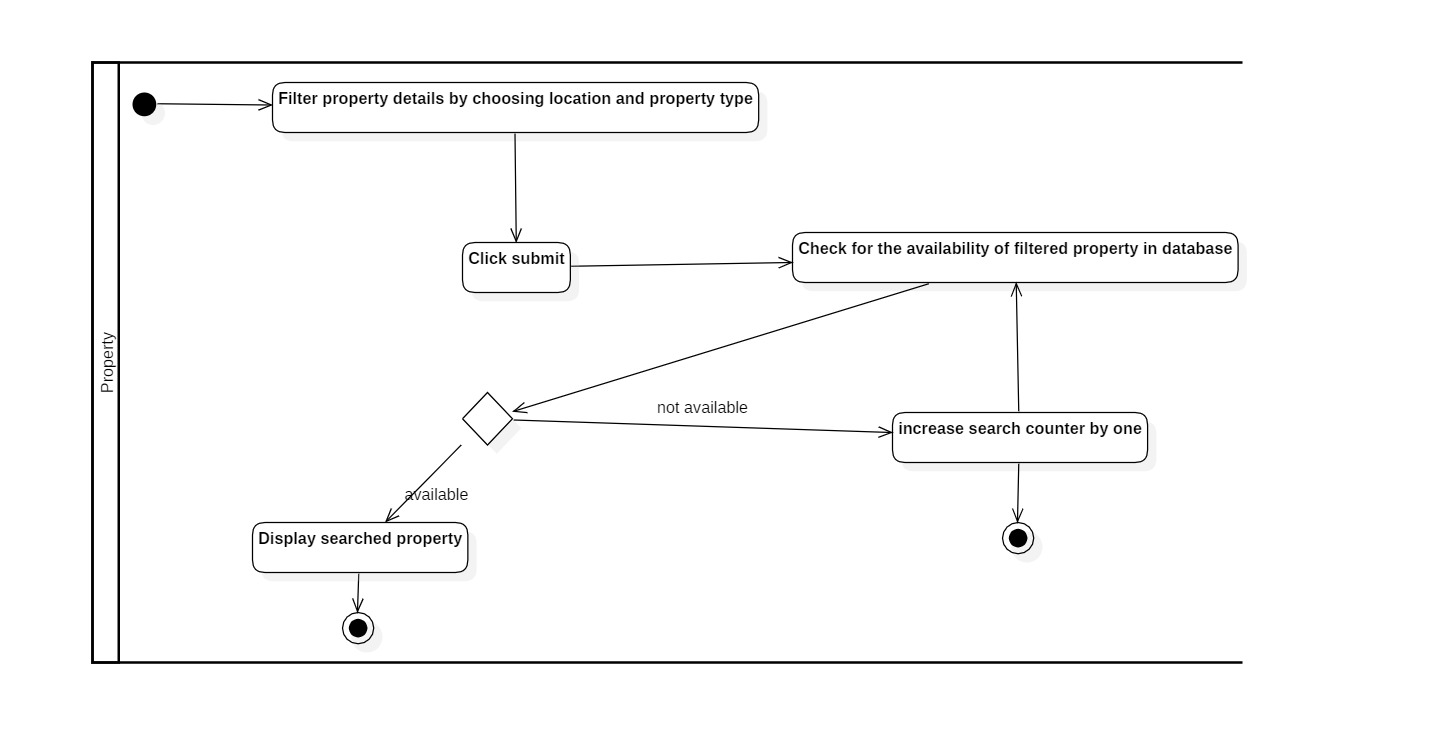 Filter property details by choosing location and property type
Click submit
Check for the availability of filtered property in database
Property
not available
increase search counter by one
available
Display searched property